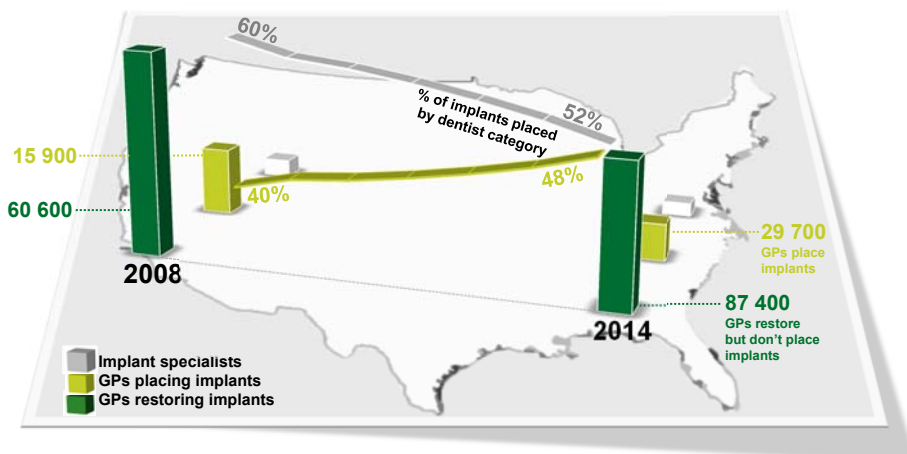 60%
% of implants placed
by dentist category
52%
15 900
40%
48%
60 600
29 700
GPs place
implants
2008
87 400
GPs restore
but don't place
implants
2014
Implant specialists
GPs placing implants
GPs restoring implants